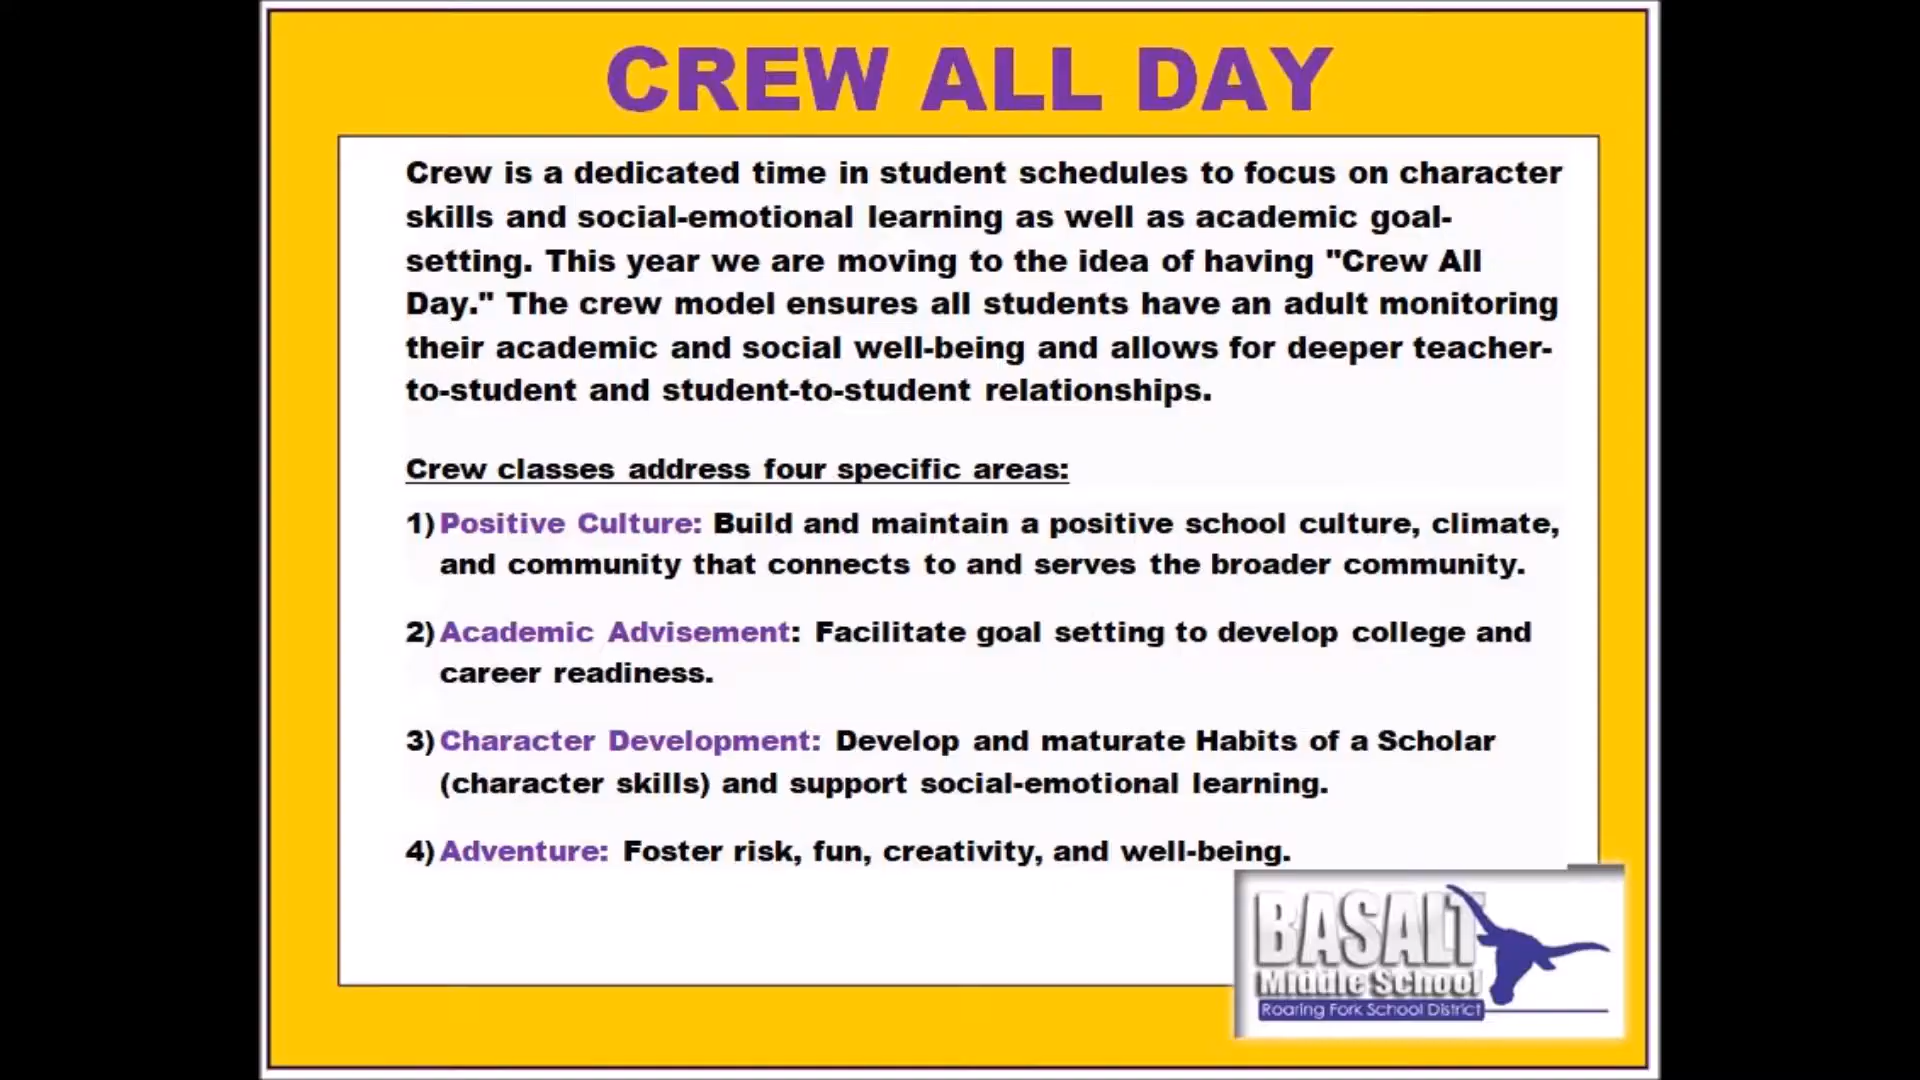 CREW ALL DAY
Crew is a dedicated time in student schedules to focus on character
skills and social-emotional learning as well as academic goal-
setting. This year we are moving to the idea of having "Crew All
Day." The crew model ensures all students have an adult monitoring
their academic and social well-being and allows for deeper teacher-
to-student and student-to-student relationships.
Crew classes address four specific areas:
1) Positive Culture: Build and maintain a positive school culture, climate,
and community that connects to and serves the broader community.
2) Academic Advisement: Facilitate goal setting to develop college and
career readiness.
3) Character Development: Develop and maturate Habits of a Scholar
(character skills) and support social-emotional learning.
4) Adventure: Foster risk, fun, creativity, and well-being.
BASALT
Middle School
Roaring Fork School District